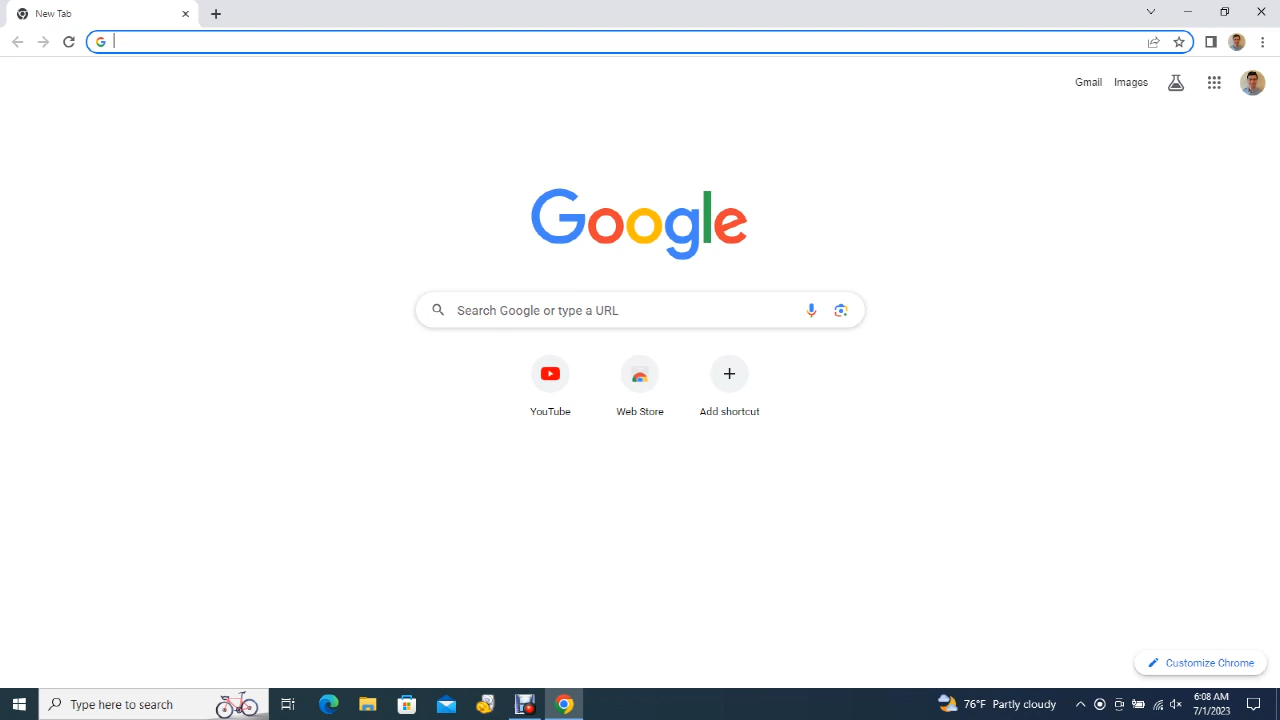 New Tab
Gmail Images
Google
Search Google or type a URL
YouTube
Web Store
Add shortcut
Customize Chrome
Type here to search
76°F Partly cloudy
6:08 AM
7/1/2023